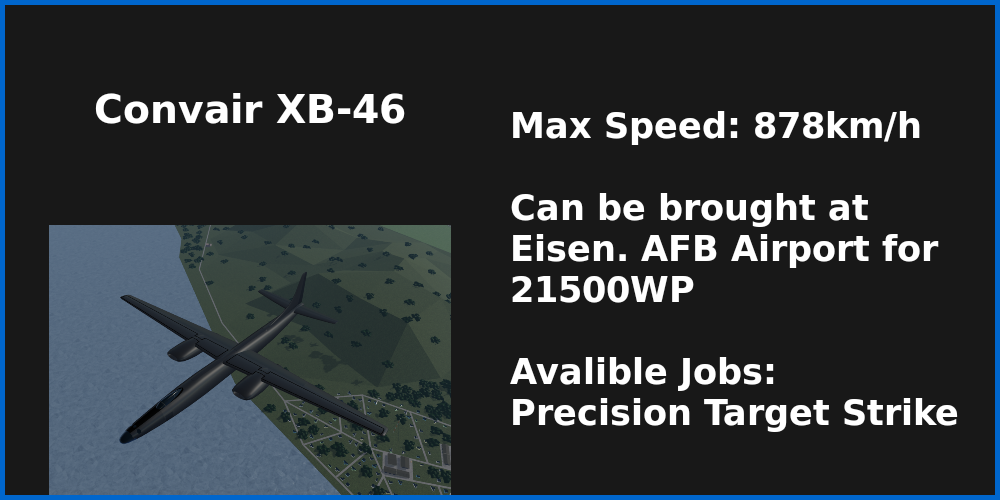 Convair XB-46
Max Speed: 878km/h
Can be brought at
Eisen. AFB Airport for
21500WP
Avalible Jobs:
Precision Target Strike